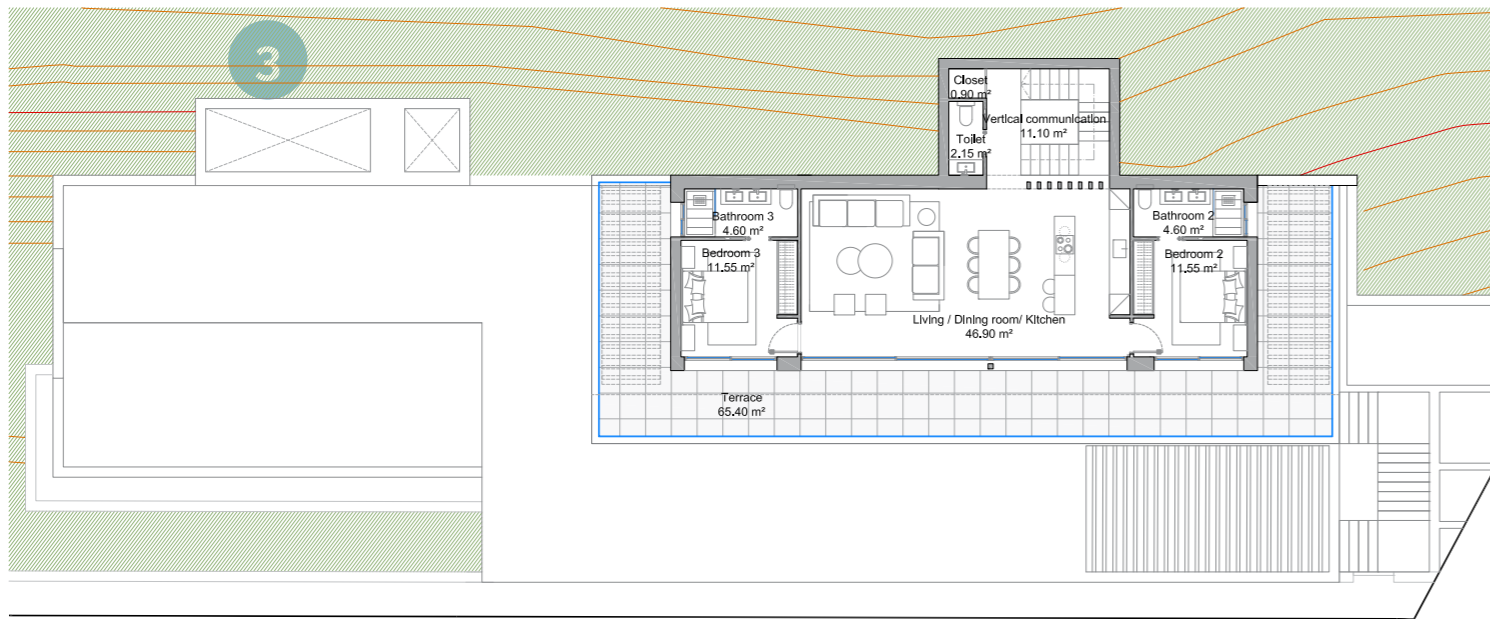 3
Closet
0.90 m²
Vertical communication
11.10 m²
Toilet
2.15 m²
Bathroom 3
4.60 m²
Bathroom 2
4.60 m²
Bedroom 3
11.55 m²
Bedroom 2
11.55 m²
Living / Dining room/ Kitchen
46.90 m²
Terrace
65.40 m²